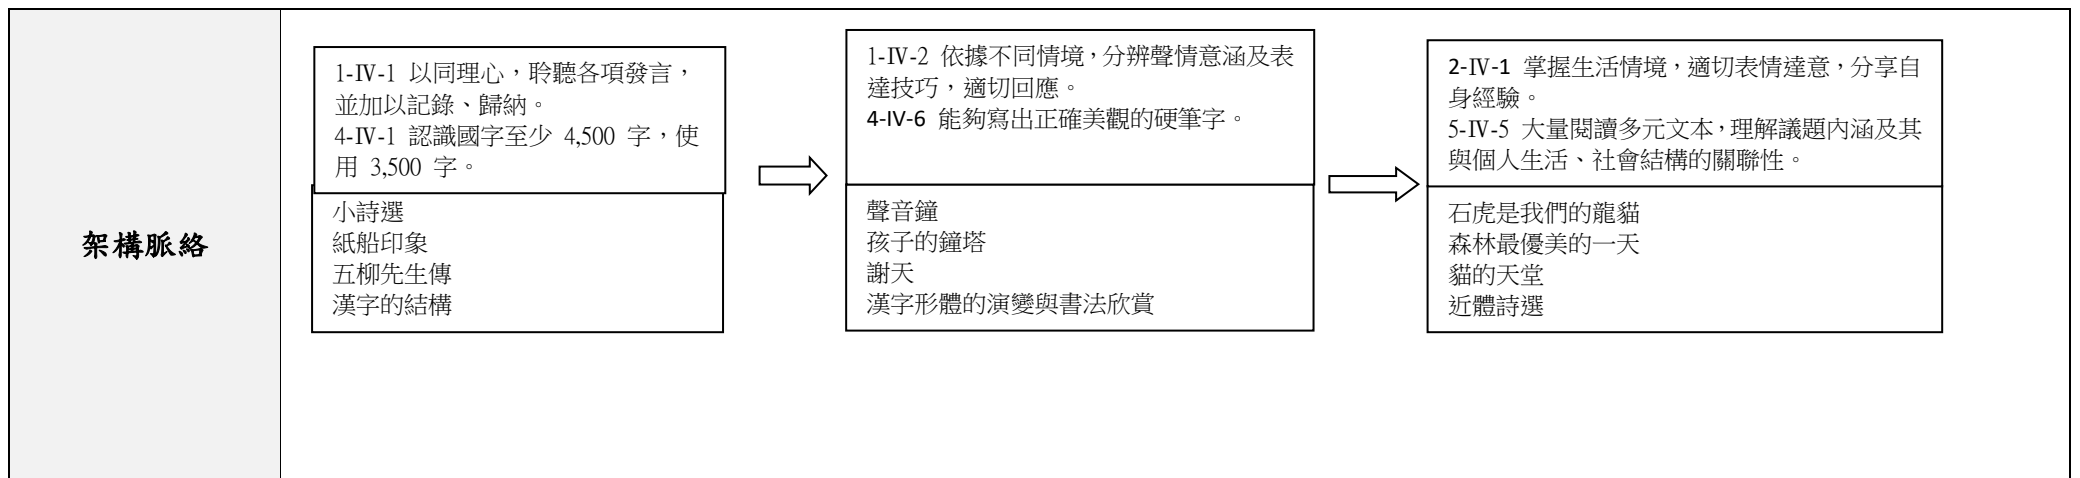 架構脈絡
1-IV-1 以同理心，聆聽各項發言，
並加以記錄、歸納。
4-IV-1 認識國字至少 4,500 字，使
用 3,500 字。
小詩選
紙船印象
五柳先生傳
漢字的結構
1-IV-2 依據不同情境，分辨聲情意涵及表
達技巧，適切回應。
4-IV-6 能夠寫出正確美觀的硬筆字。
聲音鐘
孩子的鐘塔
謝天
漢字形體的演變與書法欣賞
2-IV-1 掌握生活情境，適切表情達意，分享自
身經驗。
5-IV-5 大量閱讀多元文本，理解議題內涵及其
與個人生活、社會結構的關聯性。
石虎是我們的龍貓
森林最優美的一天
貓的天堂
近體詩選